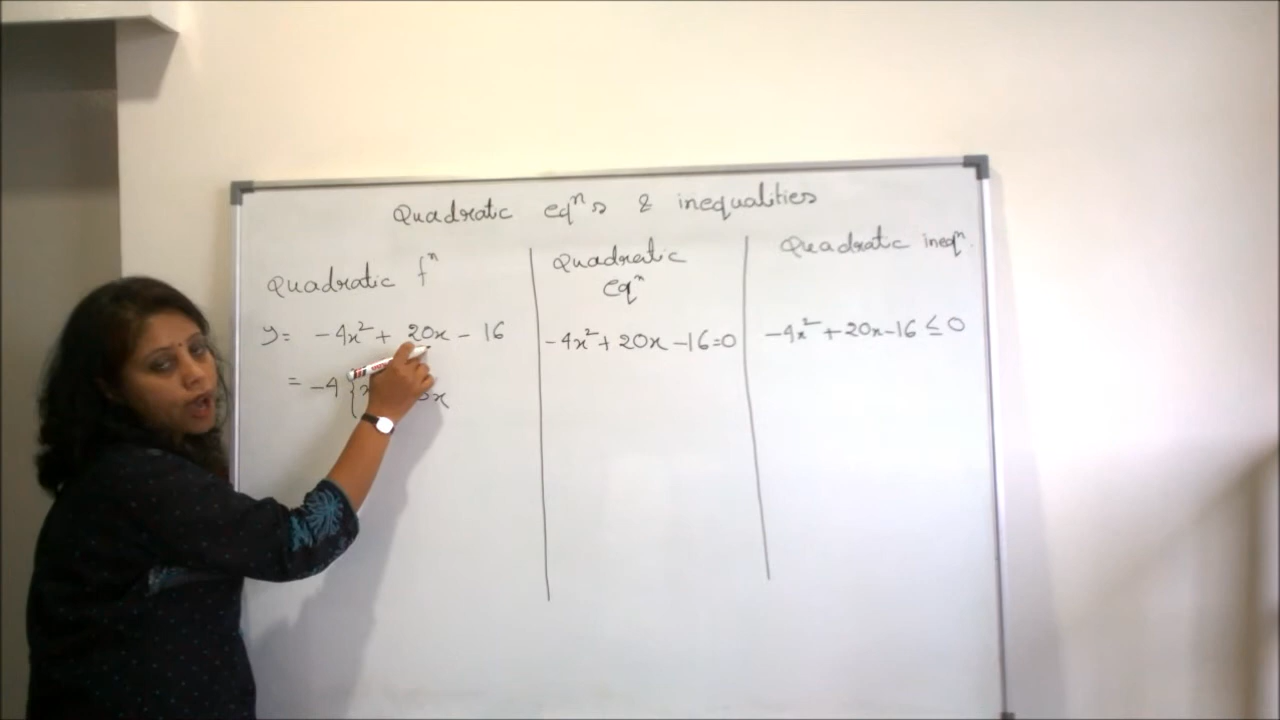 Quadratic eqⁿs & inequalities
Quadratic fⁿ
y = -4x² + 20x - 16
= -4 { x
Quadratic
eqⁿ
-4x² + 20x - 16 = 0
Quadratic ineqⁿ.
-4x² + 20x - 16 ≤ 0